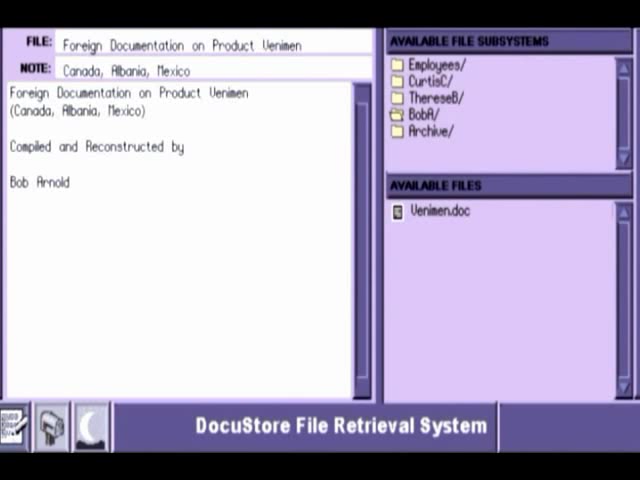 FILE: Foreign Documentation on Product Venimen
NOTE: Canada, Albania, Mexico
Foreign Documentation on Product Venimen
(Canada, Albania, Mexico)
Compiled and Reconstructed by
Bob Arnold
AVAILABLE FILE SUBSYSTEMS
Employees/
CurtisC/
ThereseB/
BobA/
Archive/
AVAILABLE FILES
Venimen.doc
DocuStore File Retrieval System